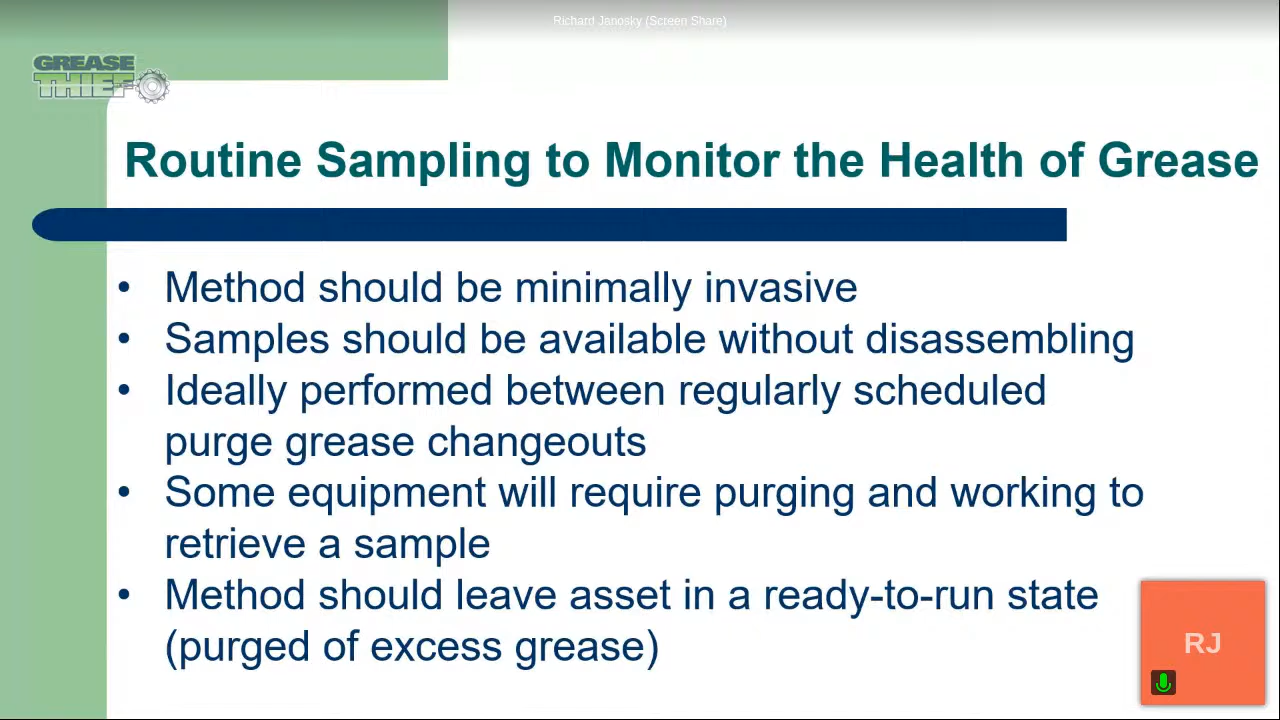 Richard Janosky (Screen Share)
GREASE
THIEF
Routine Sampling to Monitor the Health of Grease
• Method should be minimally invasive
• Samples should be available without disassembling
• Ideally performed between regularly scheduled
purge grease changeouts
• Some equipment will require purging and working to
retrieve a sample
• Method should leave asset in a ready-to-run state
(purged of excess grease)
RJ